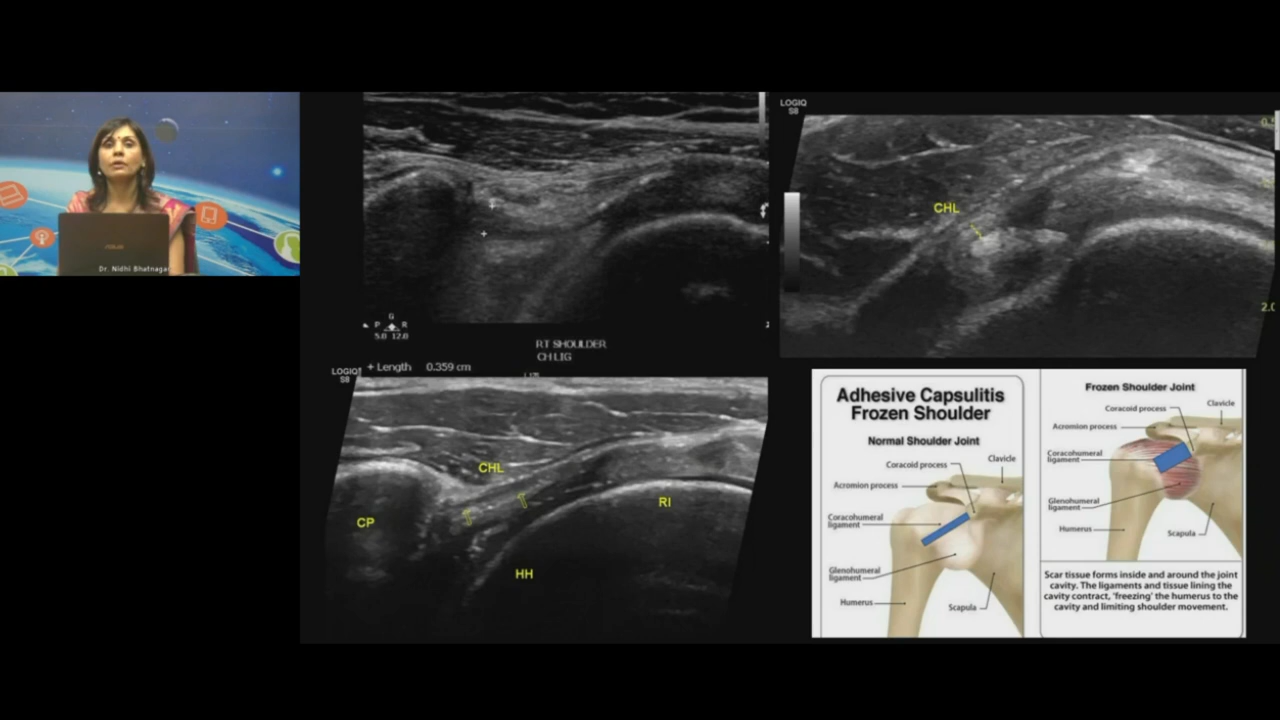 Dr. Nidhi Bhatnagar
G
P R
5.0 12.0
RT SHOULDER
CH LIG
+ Length 0.359 cm
LOGIQ
S8
CHL
CP
RI
HH
LOGIQ
S8
CHL
0.5
2.0
Adhesive Capsulitis
Frozen Shoulder
Normal Shoulder Joint
Coracoid process
Clavicle
Acromion process
Coracohumeral
ligament
Glenohumeral
ligament
Humerus
Scapula
Frozen Shoulder Joint
Coracoid process
Clavicle
Acromion process
Coracohumeral
ligament
Glenohumeral
ligament
Humerus
Scapula
Scar tissue forms inside and around the joint
cavity. The ligaments and tissue lining the
cavity contract, 'freezing' the humerus to the
cavity and limiting shoulder movement.